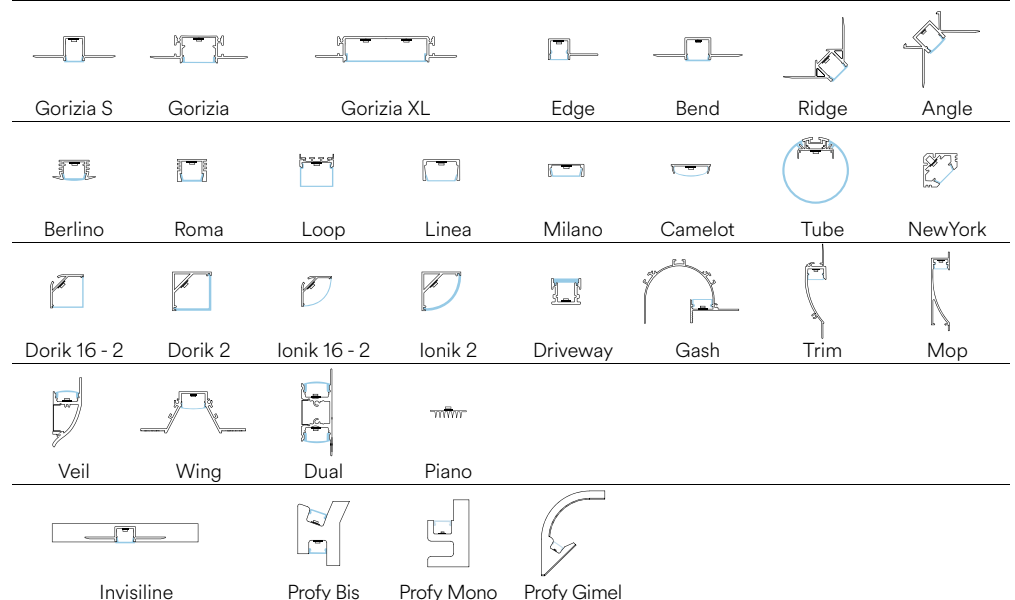 Gorizia S Gorizia Gorizia XL Edge Bend Ridge Angle
Berlino Roma Loop Linea Milano Camelot Tube NewYork
Dorik 16 - 2 Dorik 2 Ionik 16 - 2 Ionik 2 Driveway Gash Trim Mop
Veil Wing Dual Piano
Invisiline Profy Bis Profy Mono Profy Gimel